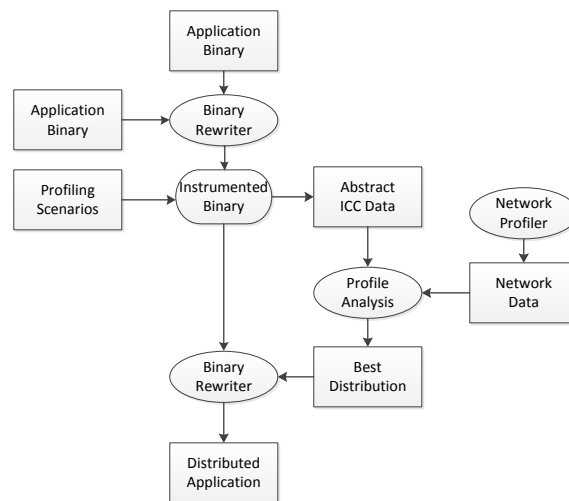 Application
Binary
Application
Binary
Binary
Rewriter
Profiling
Scenarios
Instrumented
Binary
Abstract
ICC Data
Network
Profiler
Profile
Analysis
Network
Data
Binary
Rewriter
Best
Distribution
Distributed
Application